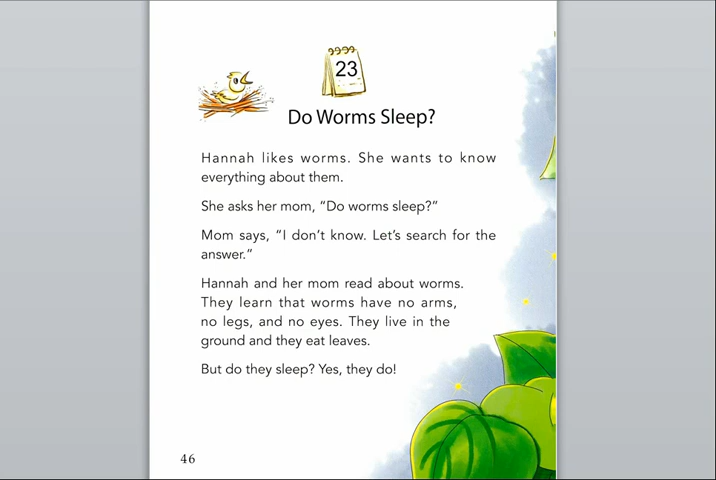 23
Do Worms Sleep?
Hannah likes worms. She wants to know
everything about them.
She asks her mom, “Do worms sleep?”
Mom says, “I don’t know. Let’s search for the
answer.”
Hannah and her mom read about worms.
They learn that worms have no arms,
no legs, and no eyes. They live in the
ground and they eat leaves.
But do they sleep? Yes, they do!
46